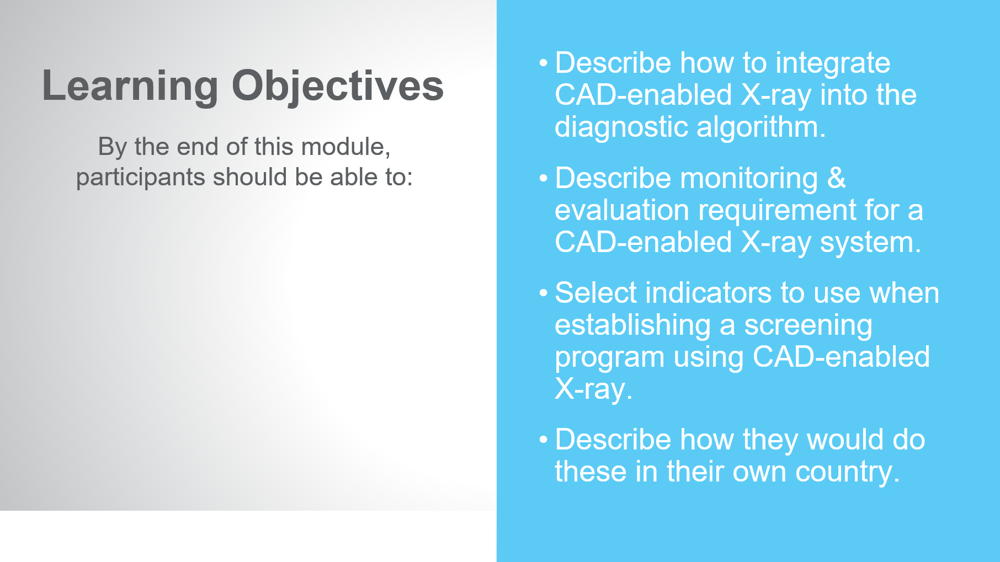 Learning Objectives
By the end of this module,
participants should be able to:
• Describe how to integrate
CAD-enabled X-ray into the
diagnostic algorithm.
• Describe monitoring &
evaluation requirement for a
CAD-enabled X-ray system.
• Select indicators to use when
establishing a screening
program using CAD-enabled
X-ray.
• Describe how they would do
these in their own country.